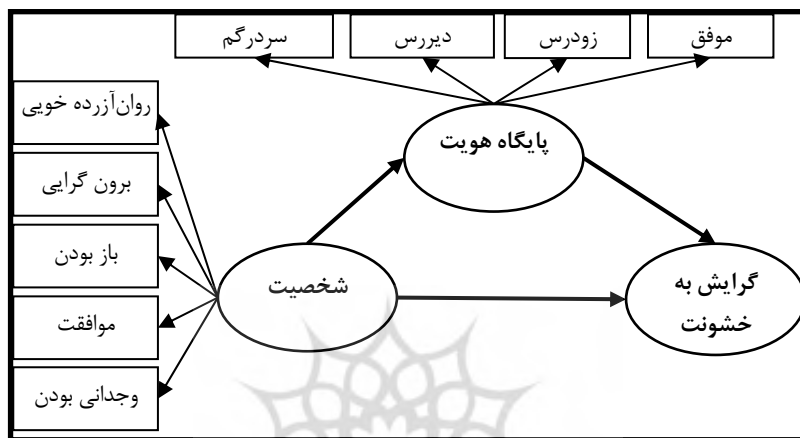 موفق
زودرس
دیررس
سردرگم
روان‌آزرده خویی
برون گرایی
باز بودن
موافقت
وجدانی بودن
پایگاه هویت
شخصیت
گرایش به
خشونت